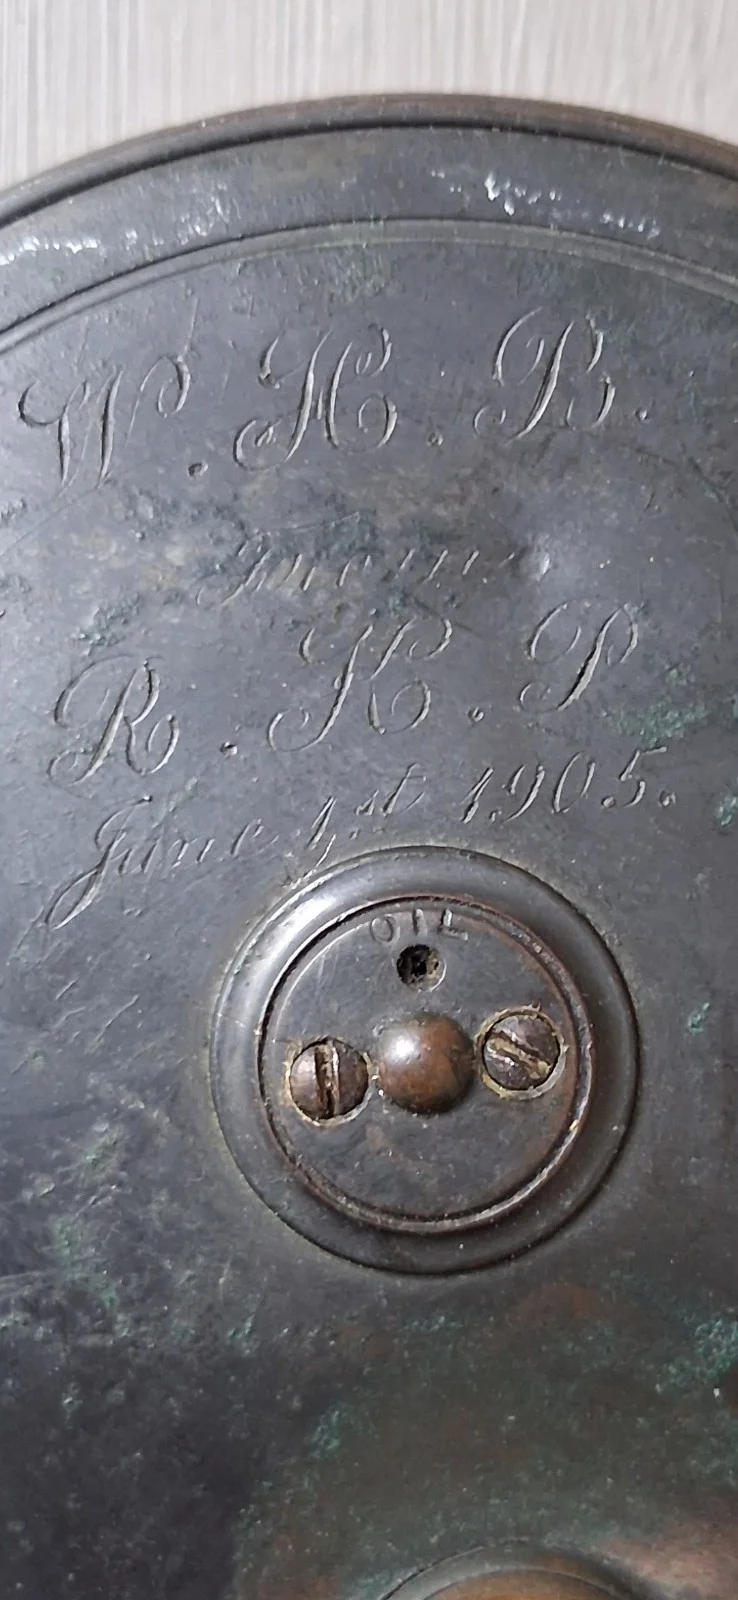 W. H. B.
From
R. H. P
June 1st 1905.
OIL